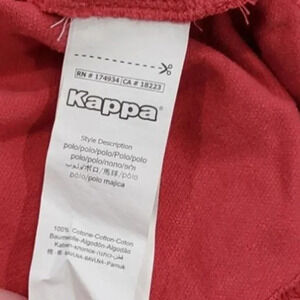 RN # 174934 CA # 18223
Kappa
Style Description
polo/polo/polo/Polo/polo
polo/polo/поло/polo
polo/polo majica
100% Cotone-Cotton-Coton
Baumwolle-Algodón-Algodão